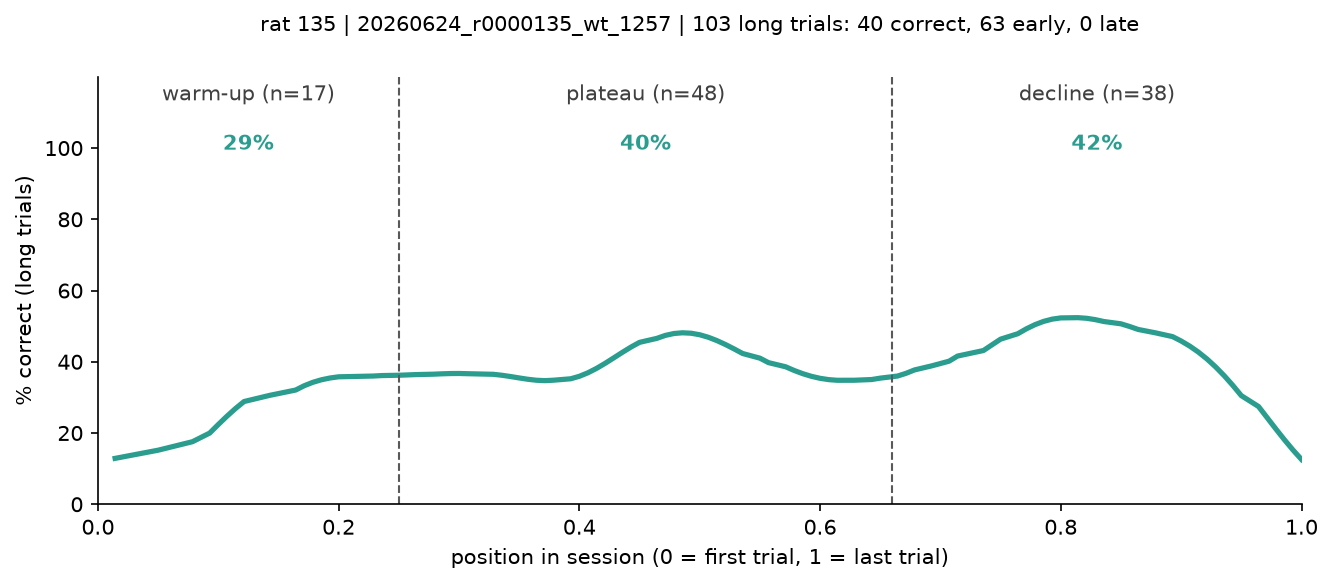 rat 135 | 20260624_r0000135_wt_1257 | 103 long trials: 40 correct, 63 early, 0 late
warm-up (n=17)
plateau (n=48)
decline (n=38)
29%
40%
42%
% correct (long trials)
100
80
60
40
20
0
0.0
0.2
0.4
0.6
0.8
1.0
position in session (0 = first trial, 1 = last trial)